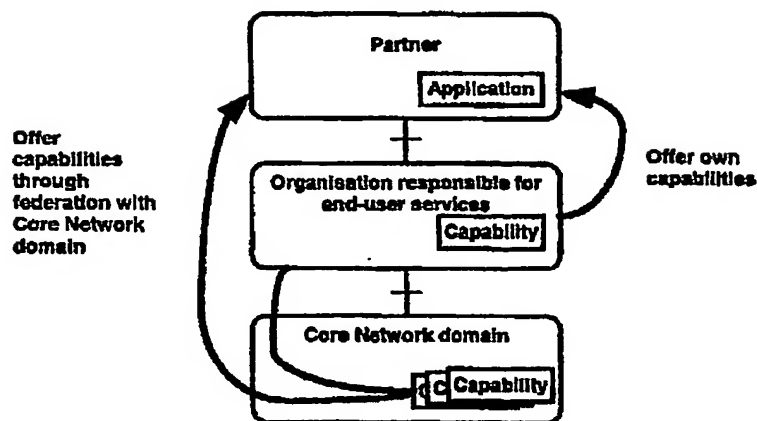 Partner
Application
Offer
capabilities
through
federation with
Core Network
domain
Offer own
capabilities
Organisation responsible for
end-user services
Capability
Core Network domain
C
C
Capability